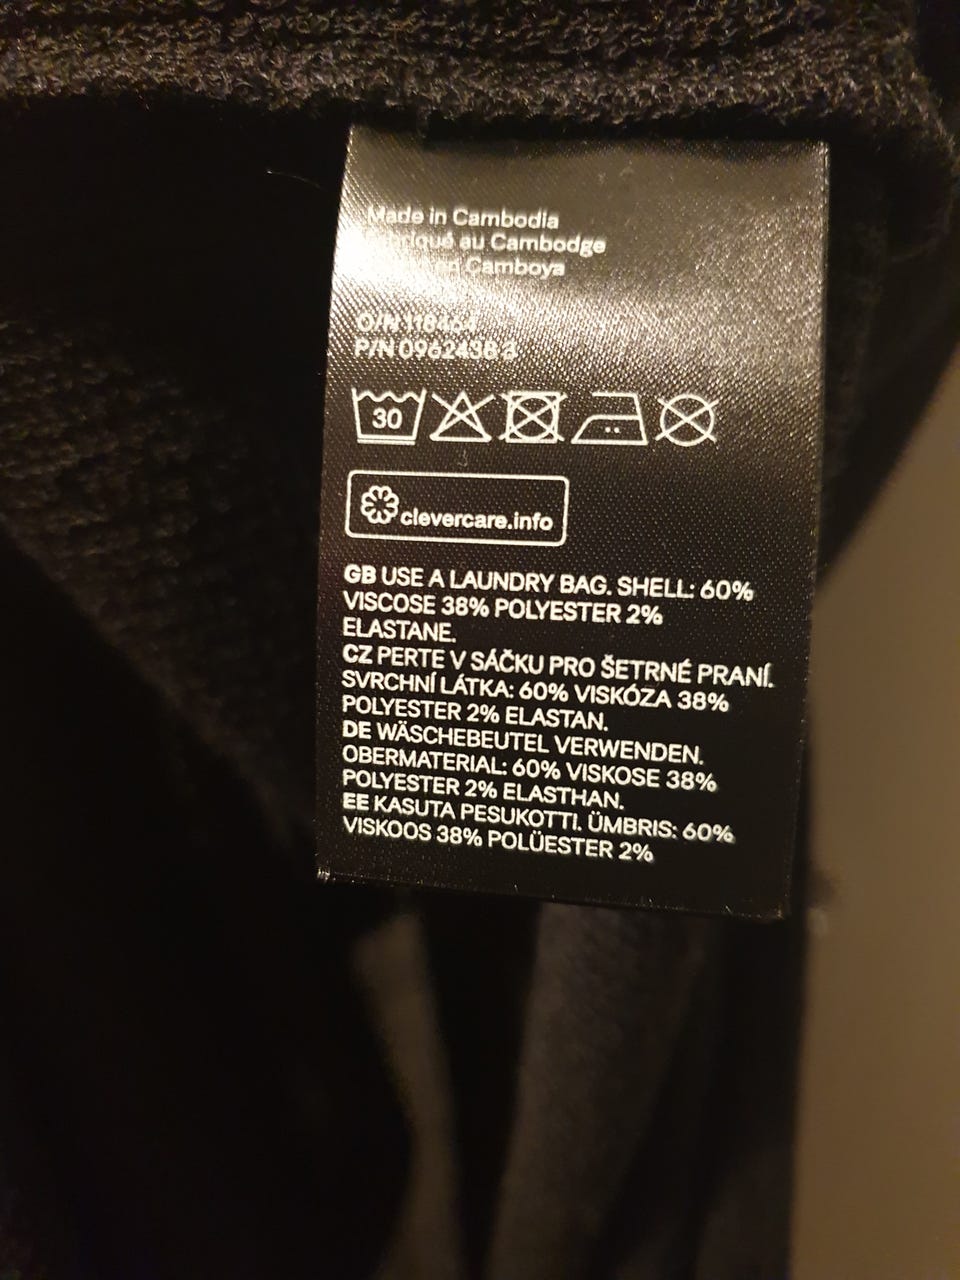 Made in Cambodia
au Cambodge
en Camboya
O/N 118464
P/N 0962438 3
30
clevercare.info
GB USE A LAUNDRY BAG. SHELL: 60%
VISCOSE 38% POLYESTER 2%
ELASTANE.
CZ PERTE V SÁČKU PRO ŠETRNÉ PRANÍ.
SVRCHNÍ LÁTKA: 60% VISKÓZA 38%
POLYESTER 2% ELASTAN.
DE WÄSCHEBEUTEL VERWENDEN.
OBERMATERIAL: 60% VISKOSE 38%
POLYESTER 2% ELASTHAN.
EE KASUTA PESUKOTTI. ÜMBRIS: 60%
VISKOOS 38% POLÜESTER 2%